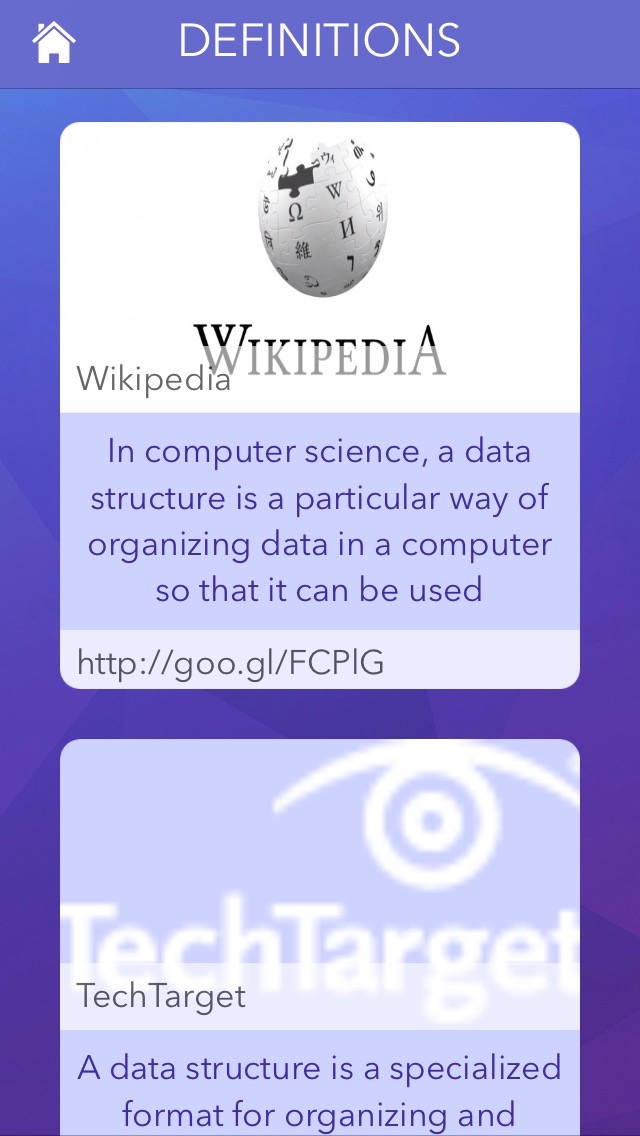 DEFINITIONS
WIKIPEDIA
Wikipedia
In computer science, a data
structure is a particular way of
organizing data in a computer
so that it can be used
http://goo.gl/FCPlG
TechTarget
TechTarget
A data structure is a specialized
format for organizing and